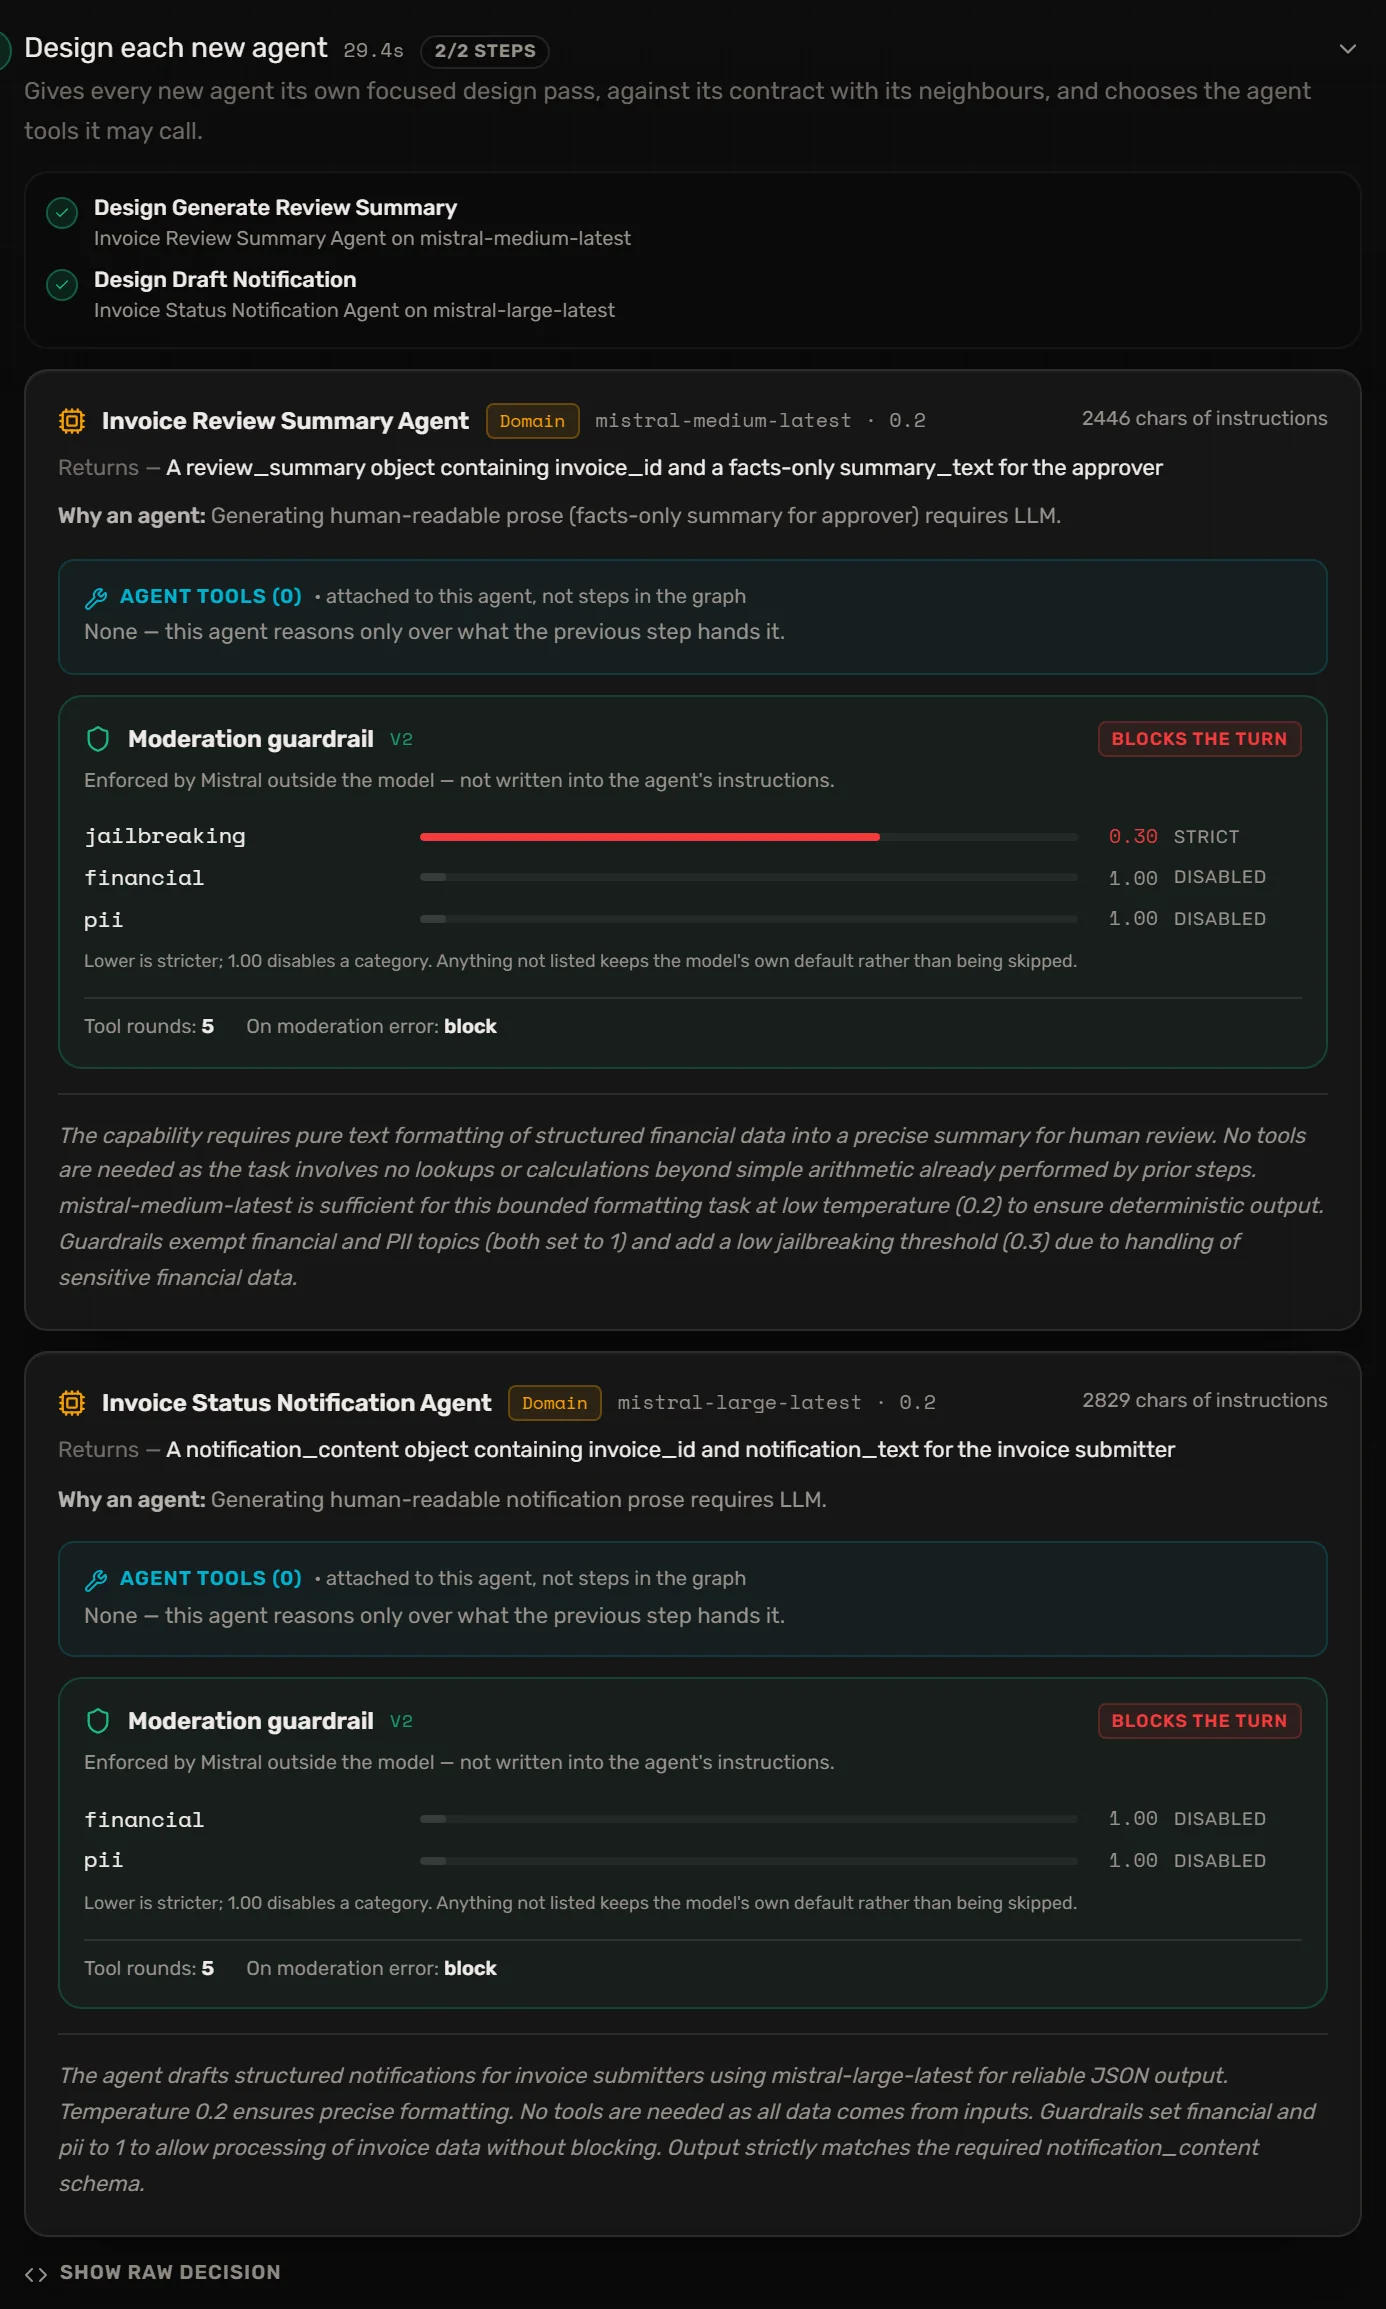 Design each new agent 29.4s 2/2 STEPS
Gives every new agent its own focused design pass, against its contract with its neighbours, and chooses the agent
tools it may call.
Design Generate Review Summary
Invoice Review Summary Agent on mistral-medium-latest
Design Draft Notification
Invoice Status Notification Agent on mistral-large-latest
Invoice Review Summary Agent Domain mistral-medium-latest · 0.2 2446 chars of instructions
Returns — A review_summary object containing invoice_id and a facts-only summary_text for the approver
Why an agent: Generating human-readable prose (facts-only summary for approver) requires LLM.
AGENT TOOLS (0) • attached to this agent, not steps in the graph
None — this agent reasons only over what the previous step hands it.
Moderation guardrail V2 BLOCKS THE TURN
Enforced by Mistral outside the model — not written into the agent's instructions.
jailbreaking 0.30 STRICT
financial 1.00 DISABLED
pii 1.00 DISABLED
Lower is stricter; 1.00 disables a category. Anything not listed keeps the model's own default rather than being skipped.
Tool rounds: 5 On moderation error: block
The capability requires pure text formatting of structured financial data into a precise summary for human review. No tools
are needed as the task involves no lookups or calculations beyond simple arithmetic already performed by prior steps.
mistral-medium-latest is sufficient for this bounded formatting task at low temperature (0.2) to ensure deterministic output.
Guardrails exempt financial and PII topics (both set to 1) and add a low jailbreaking threshold (0.3) due to handling of
sensitive financial data.
Invoice Status Notification Agent Domain mistral-large-latest · 0.2 2829 chars of instructions
Returns — A notification_content object containing invoice_id and notification_text for the invoice submitter
Why an agent: Generating human-readable notification prose requires LLM.
AGENT TOOLS (0) • attached to this agent, not steps in the graph
None — this agent reasons only over what the previous step hands it.
Moderation guardrail V2 BLOCKS THE TURN
Enforced by Mistral outside the model — not written into the agent's instructions.
financial 1.00 DISABLED
pii 1.00 DISABLED
Lower is stricter; 1.00 disables a category. Anything not listed keeps the model's own default rather than being skipped.
Tool rounds: 5 On moderation error: block
The agent drafts structured notifications for invoice submitters using mistral-large-latest for reliable JSON output.
Temperature 0.2 ensures precise formatting. No tools are needed as all data comes from inputs. Guardrails set financial and
pii to 1 to allow processing of invoice data without blocking. Output strictly matches the required notification_content
schema.
<> SHOW RAW DECISION